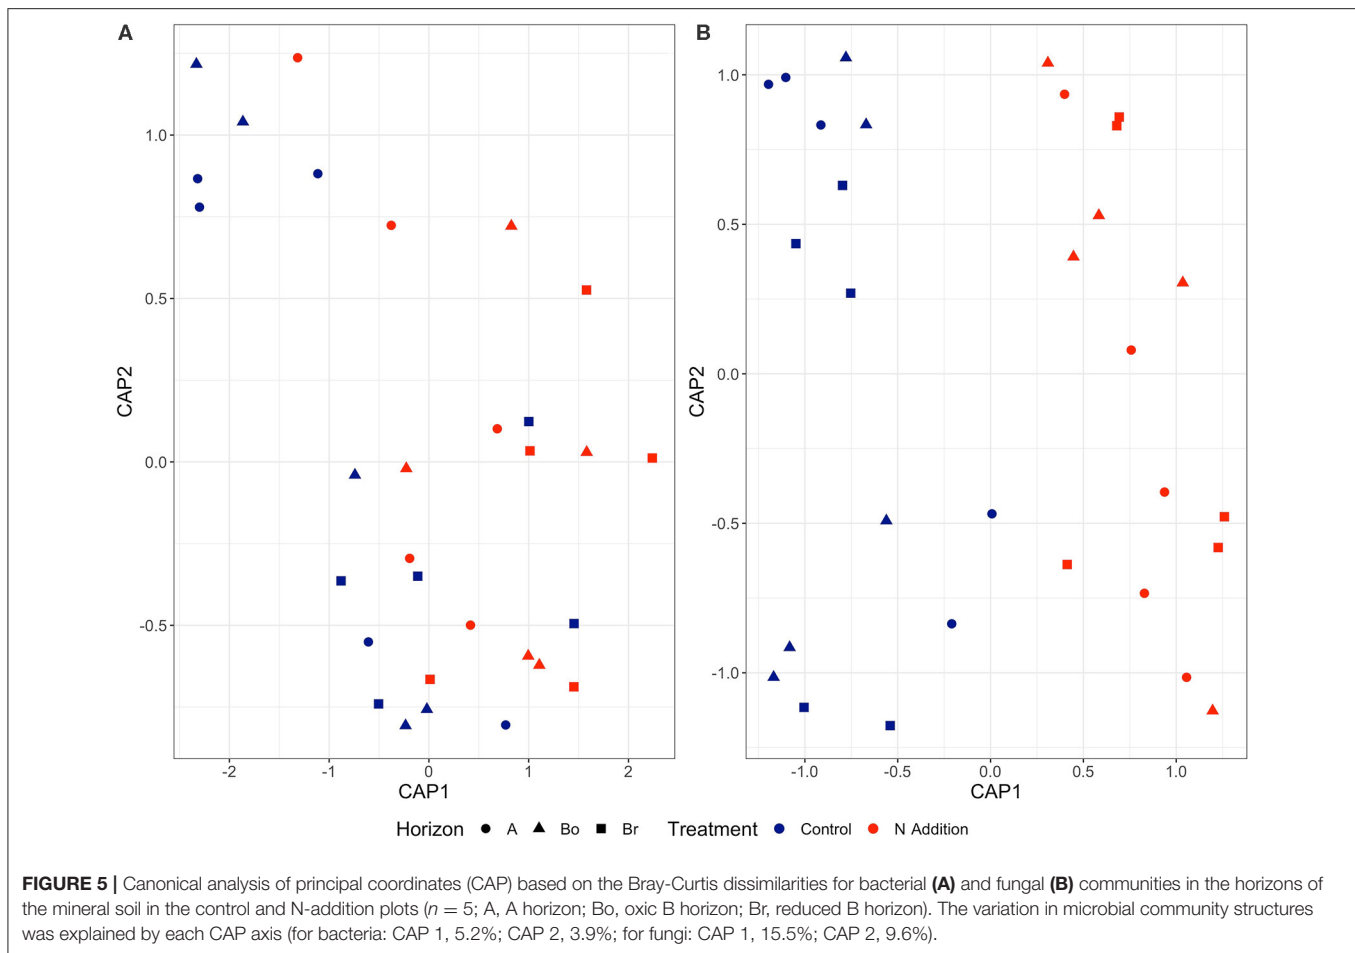 A
B
1.0
0.5
0.0
-0.5
CAP2
-2
-1
0
1
2
CAP1
1.0
0.5
0.0
-0.5
-1.0
CAP2
-1.0
-0.5
0.0
0.5
1.0
CAP1
Horizon A Bo Br Treatment Control N Addition
FIGURE 5 | Canonical analysis of principal coordinates (CAP) based on the Bray-Curtis dissimilarities for bacterial (A) and fungal (B) communities in the horizons of
the mineral soil in the control and N-addition plots (n = 5; A, A horizon; Bo, oxic B horizon; Br, reduced B horizon). The variation in microbial community structures
was explained by each CAP axis (for bacteria: CAP 1, 5.2%; CAP 2, 3.9%; for fungi: CAP 1, 15.5%; CAP 2, 9.6%).